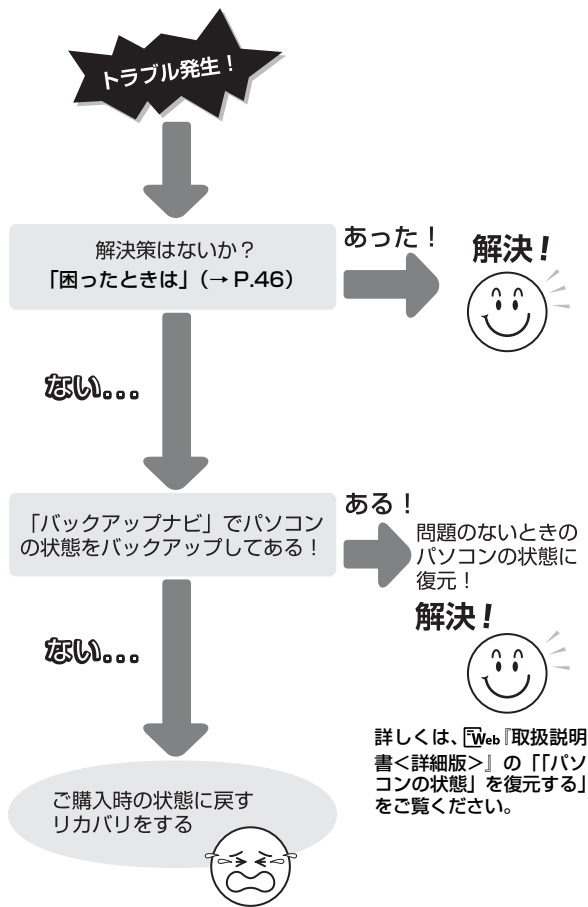 トラブル発生！
解決策はないか？
「困ったときは」（→ P.46）
あった！
解決！
ない...
「バックアップナビ」でパソコン
の状態をバックアップしてある！
ある！
問題のないときの
パソコンの状態に
復元！
解決！
ない...
詳しくは、Web『取扱説明
書＜詳細版＞』の「「パソ
コンの状態」を復元する」
をご覧ください。
ご購入時の状態に戻す
リカバリをする